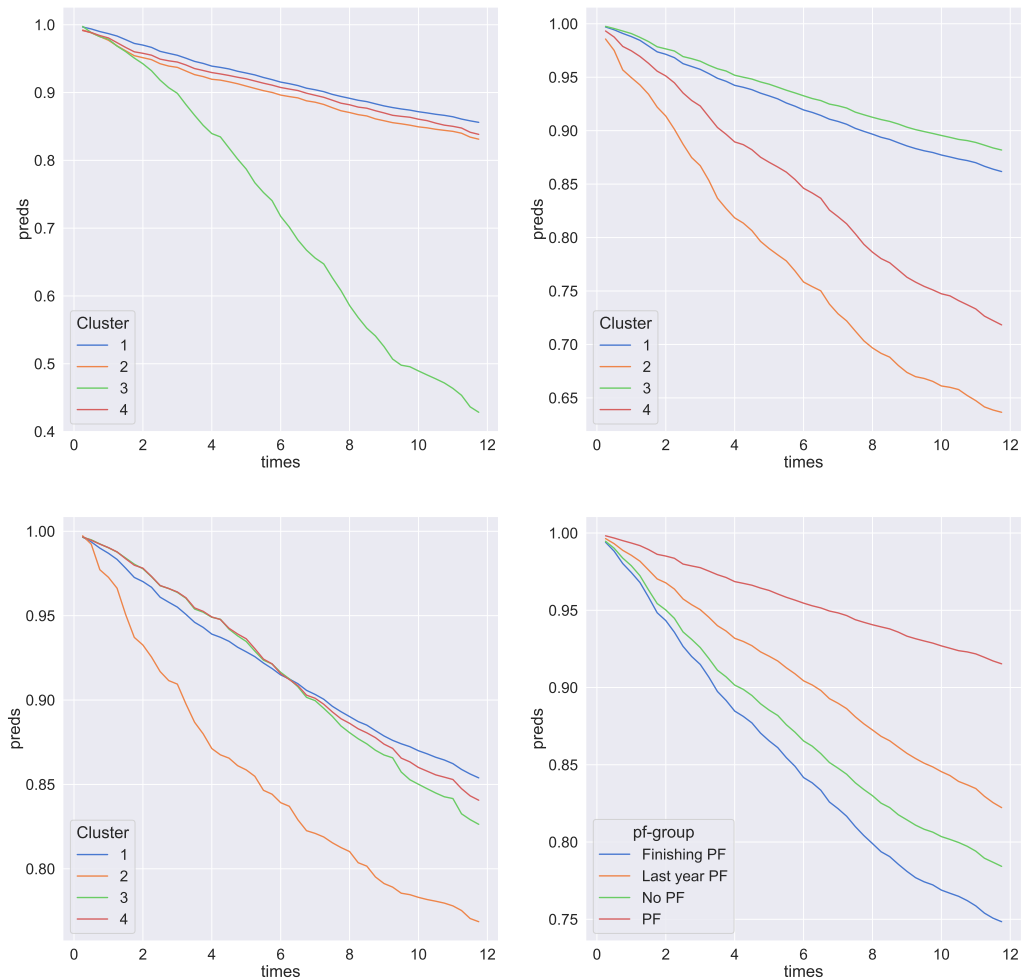 1.0
0.9
0.8
0.7
0.6
0.5
0.4
preds
0 2 4 6 8 10 12
times
Cluster
1
2
3
4
1.00
0.95
0.90
0.85
0.80
0.75
0.70
0.65
preds
0 2 4 6 8 10 12
times
Cluster
1
2
3
4
1.00
0.95
0.90
0.85
0.80
preds
0 2 4 6 8 10 12
times
Cluster
1
2
3
4
1.00
0.95
0.90
0.85
0.80
0.75
preds
0 2 4 6 8 10 12
times
pf-group
Finishing PF
Last year PF
No PF
PF